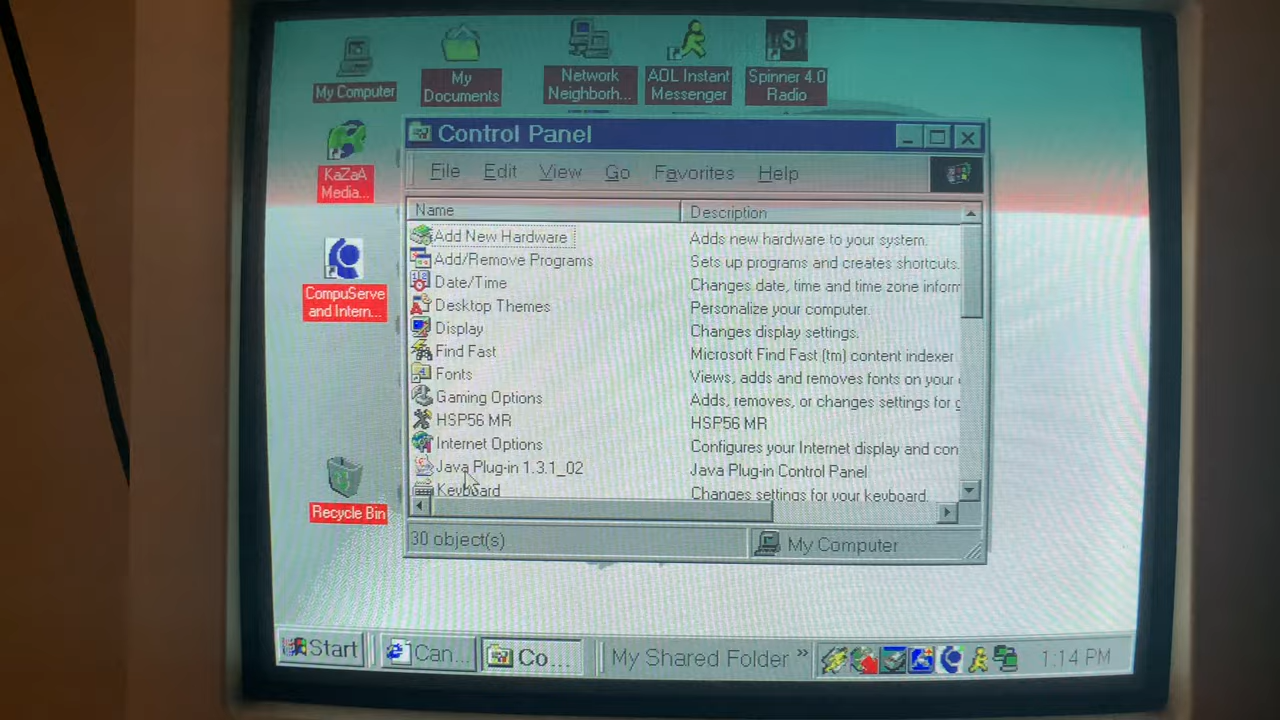 My Computer
My
Documents
Network
Neighborh...
AOL Instant
Messenger
Spinner 4.0
Radio
KaZaA
Media...
CompuServe
and Intern...
Recycle Bin
Control Panel
File Edit View Go Favorites Help
Name Description
Add New Hardware Adds new hardware to your system.
Add/Remove Programs Sets up programs and creates shortcuts.
Date/Time Changes date, time and time zone inform
Desktop Themes Personalize your computer.
Display Changes display settings.
Find Fast Microsoft Find Fast (tm) content indexer
Fonts Views, adds and removes fonts on your
Gaming Options Adds, removes, or changes settings for g
HSP56 MR HSP56 MR
Internet Options Configures your Internet display and con
Java Plug-in 1.3.1_02 Java Plug-in Control Panel
Keyboard Changes settings for your keyboard.
30 object(s) My Computer
Start Can... Co... My Shared Folder » 1:14 PM